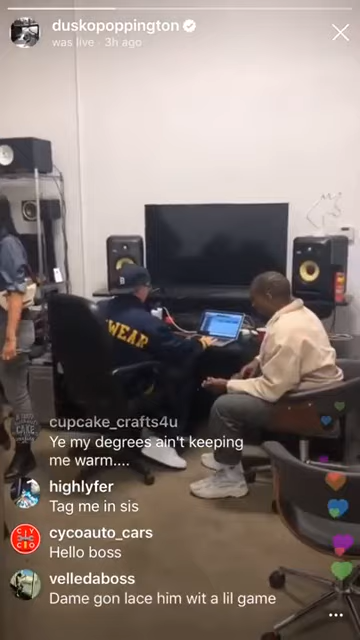 duskopoppington
was live · 3h ago
WEAR
cupcake_crafts4u
Ye my degrees ain't keeping
me warm....
highlyfer
Tag me in sis
cycoauto_cars
Hello boss
velledaboss
Dame gon lace him wit a lil game